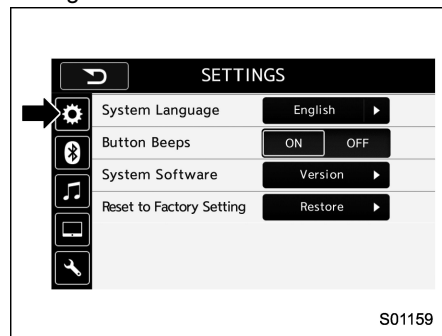 SETTINGS
System Language English
Button Beeps ON OFF
System Software Version
Reset to Factory Setting Restore
S01159